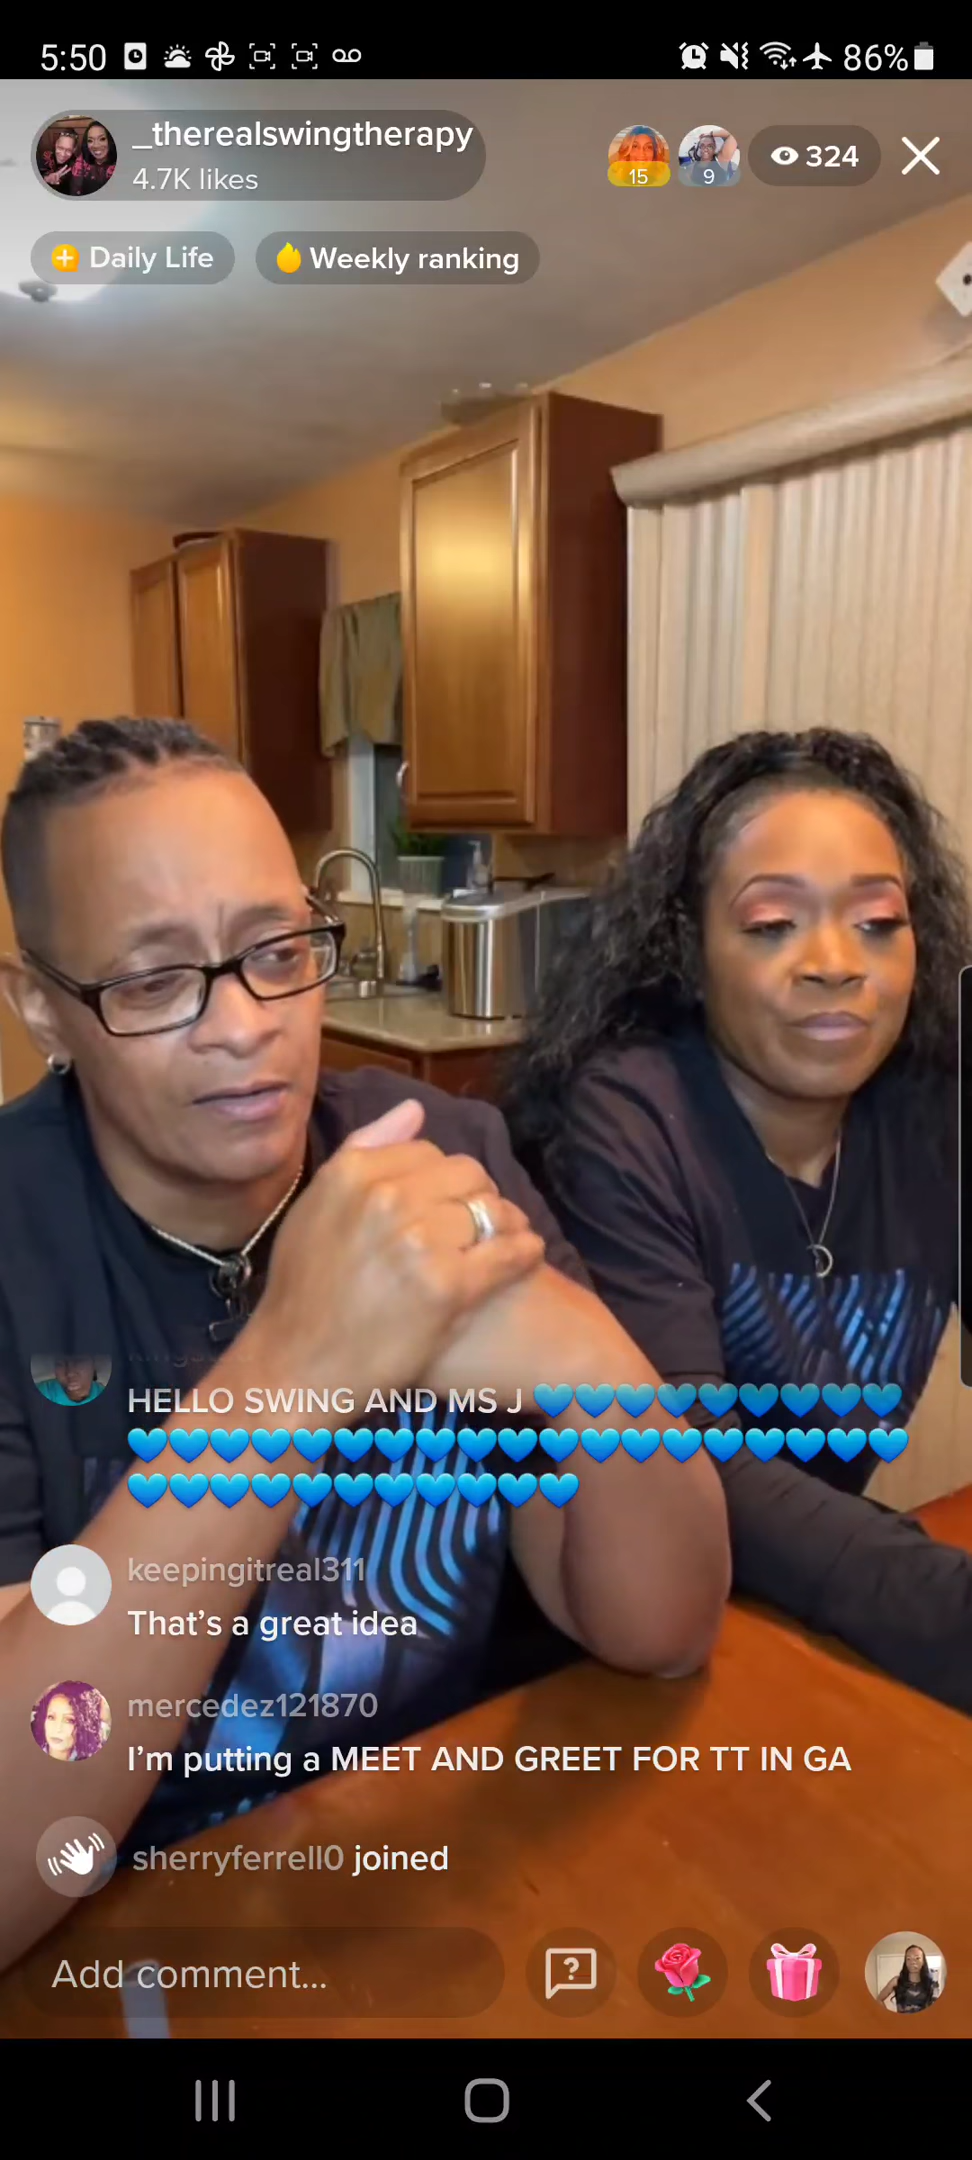 5:50 86%
_therealswingtherapy
4.7K likes
15 9 324
Daily Life Weekly ranking
HELLO SWING AND MS J 💙💙💙💙💙💙💙💙💙
💙💙💙💙💙💙💙💙💙💙💙💙💙💙💙💙💙💙💙
💙💙💙💙💙💙💙💙💙💙💙
keepingitreal311
That's a great idea
mercedez121870
I'm putting a MEET AND GREET FOR TT IN GA
sherryferrell0 joined
Add comment...